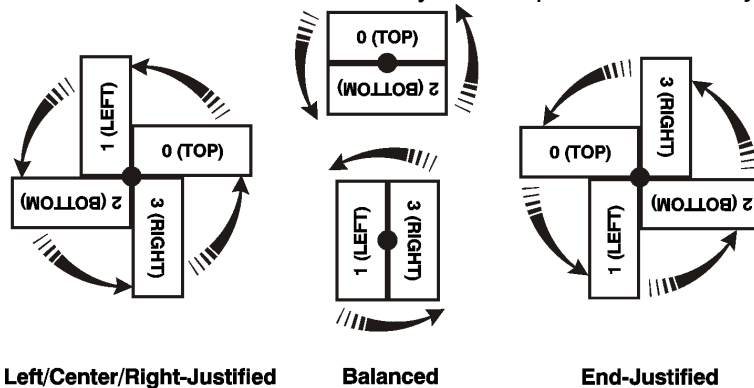 0 (TOP)
2 (BOTTOM)
1 (LEFT)
0 (TOP)
2 (BOTTOM)
3 (RIGHT)
3 (RIGHT)
0 (TOP)
2 (BOTTOM)
1 (LEFT)
1 (LEFT)
3 (RIGHT)
Left/Center/Right-Justified
Balanced
End-Justified